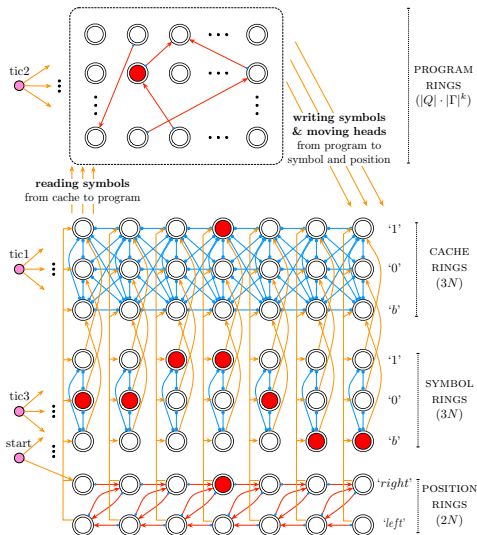 tic2
PROGRAM
RINGS
(|Q| · |Γ|^k)
writing symbols
& moving heads
from program to
symbol and position
reading symbols
from cache to program
'1'
tic1
'0'
CACHE
RINGS
(3N)
'b'
'1'
tic3
'0'
SYMBOL
RINGS
(3N)
start
'b'
'right'
POSITION
RINGS
(2N)
'left'